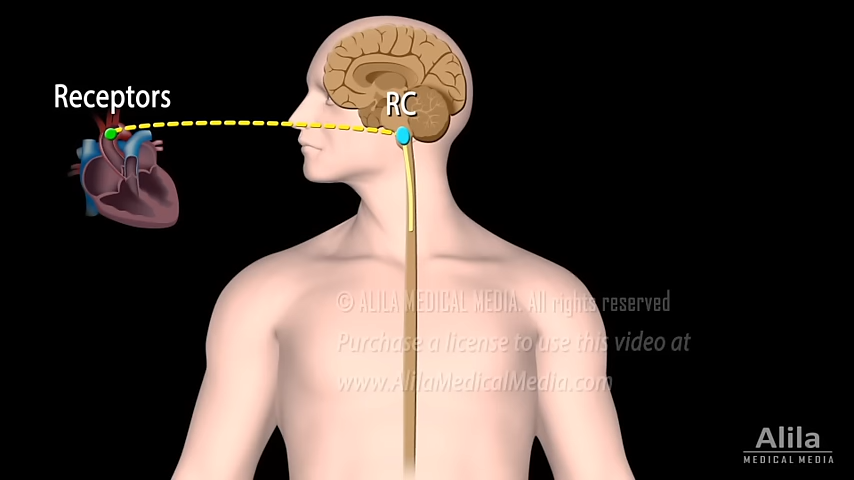 Receptors
RC
© ALILA MEDICAL MEDIA. All rights reserved
Purchase a license to use this video at
www.AlilaMedicalMedia.com
Alila
MEDICAL MEDIA